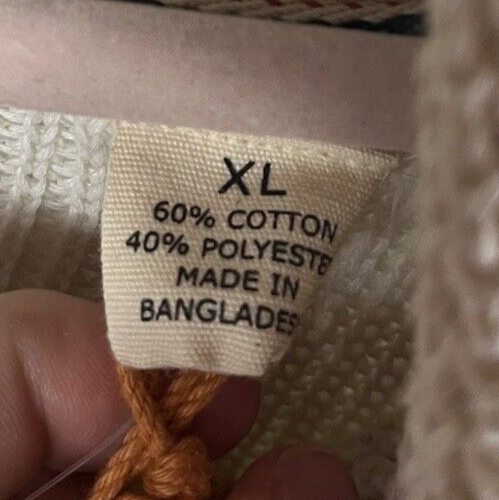 XL
60% COTTON
40% POLYESTE
MADE IN
BANGLADES